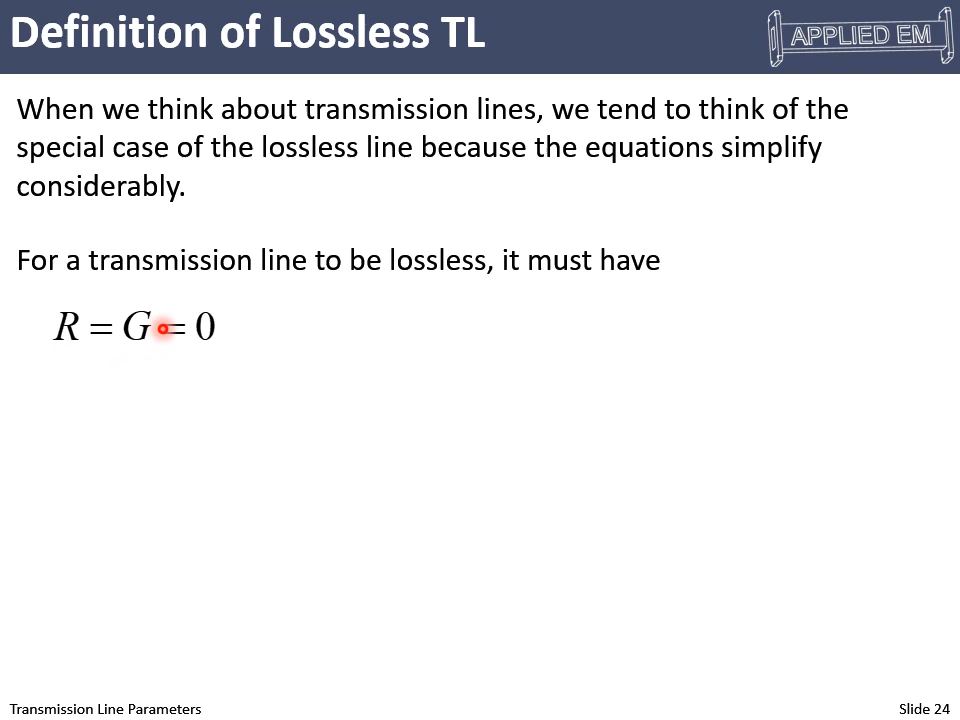 Definition of Lossless TL
APPLIED EM
When we think about transmission lines, we tend to think of the
special case of the lossless line because the equations simplify
considerably.
For a transmission line to be lossless, it must have
R = G = 0
Transmission Line Parameters
Slide 24